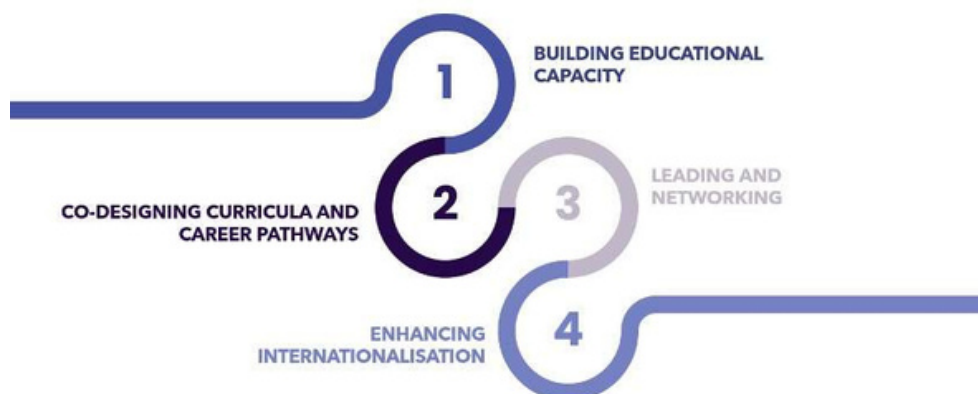 1
BUILDING EDUCATIONAL
CAPACITY
2
CO-DESIGNING CURRICULA AND
CAREER PATHWAYS
3
LEADING AND
NETWORKING
4
ENHANCING
INTERNATIONALISATION